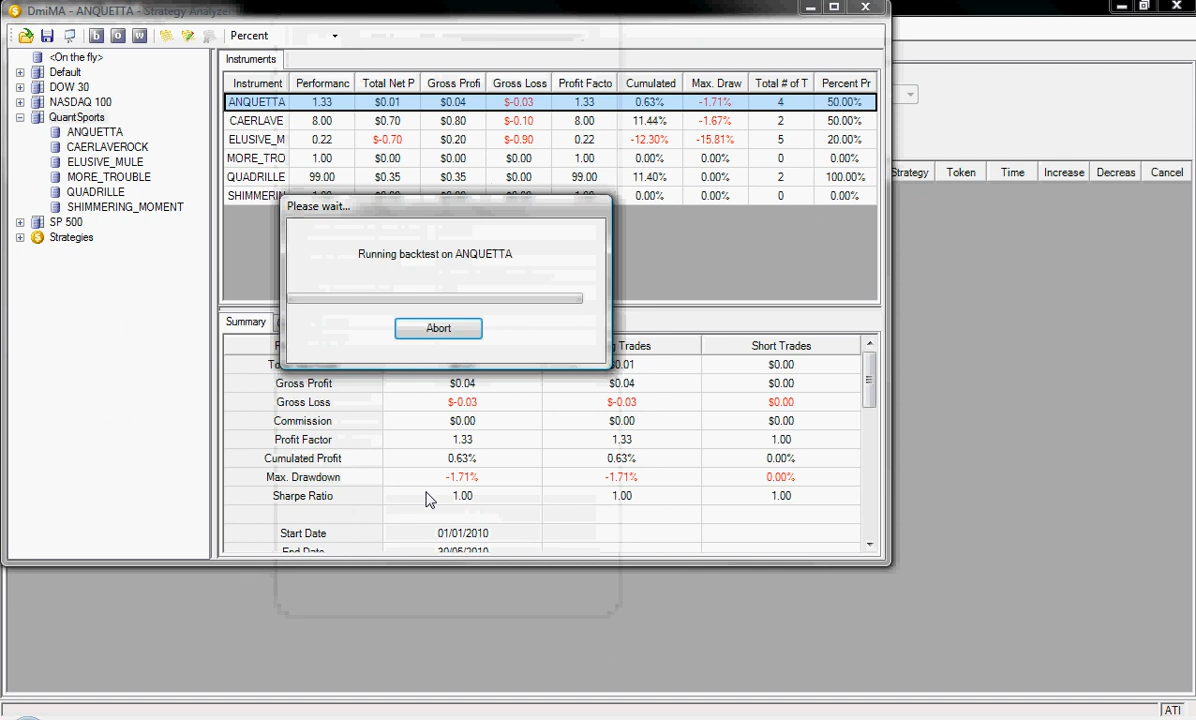 DmiMA - ANQUETTA - Strategy Analyzer
b o w Percent
<On the fly>
Default
DOW 30
NASDAQ 100
QuantSports
ANQUETTA
CAERLAVEROCK
ELUSIVE_MULE
MORE_TROUBLE
QUADRILLE
SHIMMERING_MOMENT
SP 500
Strategies
Instruments
Instrument Performanc Total Net P Gross Profi Gross Loss Profit Facto Cumulated Max. Draw Total # of T Percent Pr
ANQUETTA 1.33 $0.01 $0.04 $-0.03 1.33 0.63% -1.71% 4 50.00%
CAERLAVE 8.00 $0.70 $0.80 $-0.10 8.00 11.44% -1.67% 2 50.00%
ELUSIVE_M 0.22 $-0.70 $0.20 $-0.90 0.22 -12.30% -15.81% 5 20.00%
MORE_TRO 1.00 $0.00 $0.00 $0.00 1.00 0.00% 0.00% 0 0.00%
QUADRILLE 99.00 $0.35 $0.35 $0.00 99.00 11.40% 0.00% 2 100.00%
SHIMMERIN 0.00% 0.00% 0 0.00%
Please wait...
Running backtest on ANQUETTA
Abort
Summary
Trades Short Trades
$0.01 $0.00
Gross Profit $0.04 $0.04 $0.00
Gross Loss $-0.03 $-0.03 $0.00
Commission $0.00 $0.00 $0.00
Profit Factor 1.33 1.33 1.00
Cumulated Profit 0.63% 0.63% 0.00%
Max. Drawdown -1.71% -1.71% 0.00%
Sharpe Ratio 1.00 1.00 1.00
Start Date 01/01/2010
End Date 30/05/2010
Strategy Token Time Increase Decreas Cancel
ATI